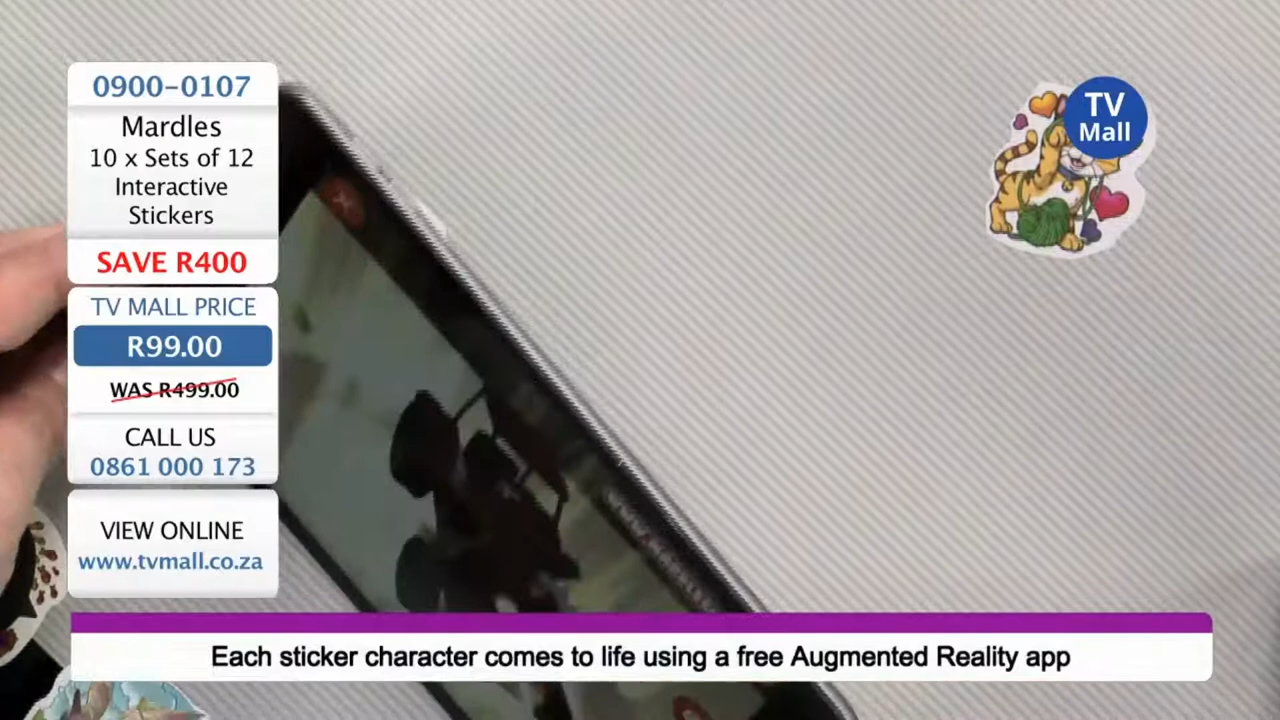 0900-0107
Mardles
10 x Sets of 12
Interactive
Stickers
SAVE R400
TV MALL PRICE
R99.00
WAS R499.00
CALL US
0861 000 173
VIEW ONLINE
www.tvmall.co.za
TV
Mall
Each sticker character comes to life using a free Augmented Reality app